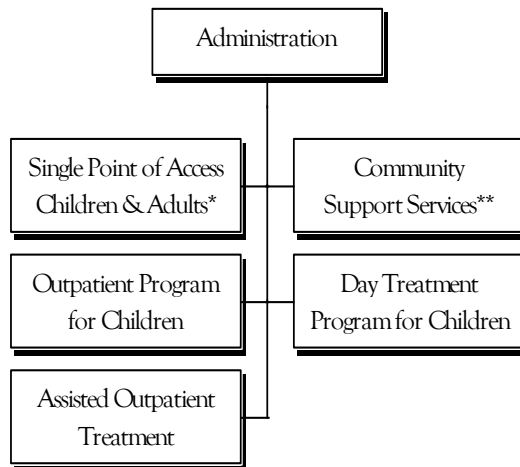 Administration
Single Point of Access
Children & Adults*
Community
Support Services**
Outpatient Program
for Children
Day Treatment
Program for Children
Assisted Outpatient
Treatment